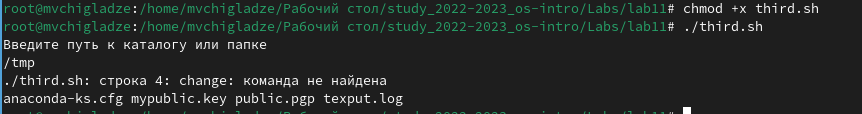 root@mvchigladze:/home/mvchigladze/Рабочий стол/study_2022-2023_os-intro/Labs/lab11# chmod +x third.sh
root@mvchigladze:/home/mvchigladze/Рабочий стол/study_2022-2023_os-intro/Labs/lab11# ./third.sh
Введите путь к каталогу или папке
/tmp
./third.sh: строка 4: change: команда не найдена
anaconda-ks.cfg mypublic.key public.pgp texput.log